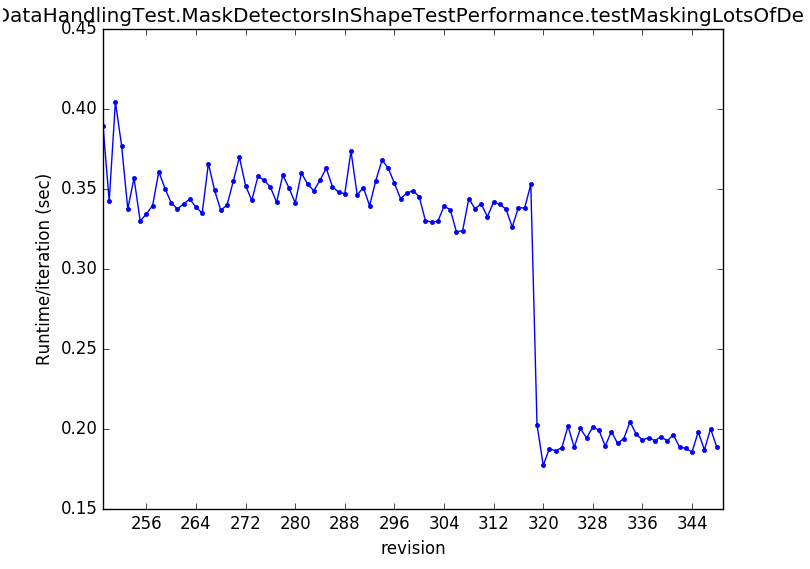 DataHandlingTest.MaskDetectorsInShapeTestPerformance.testMaskingLotsOfDe
0.45
0.40
0.35
0.30
0.25
0.20
0.15
Runtime/iteration (sec)
256 264 272 280 288 296 304 312 320 328 336 344
revision